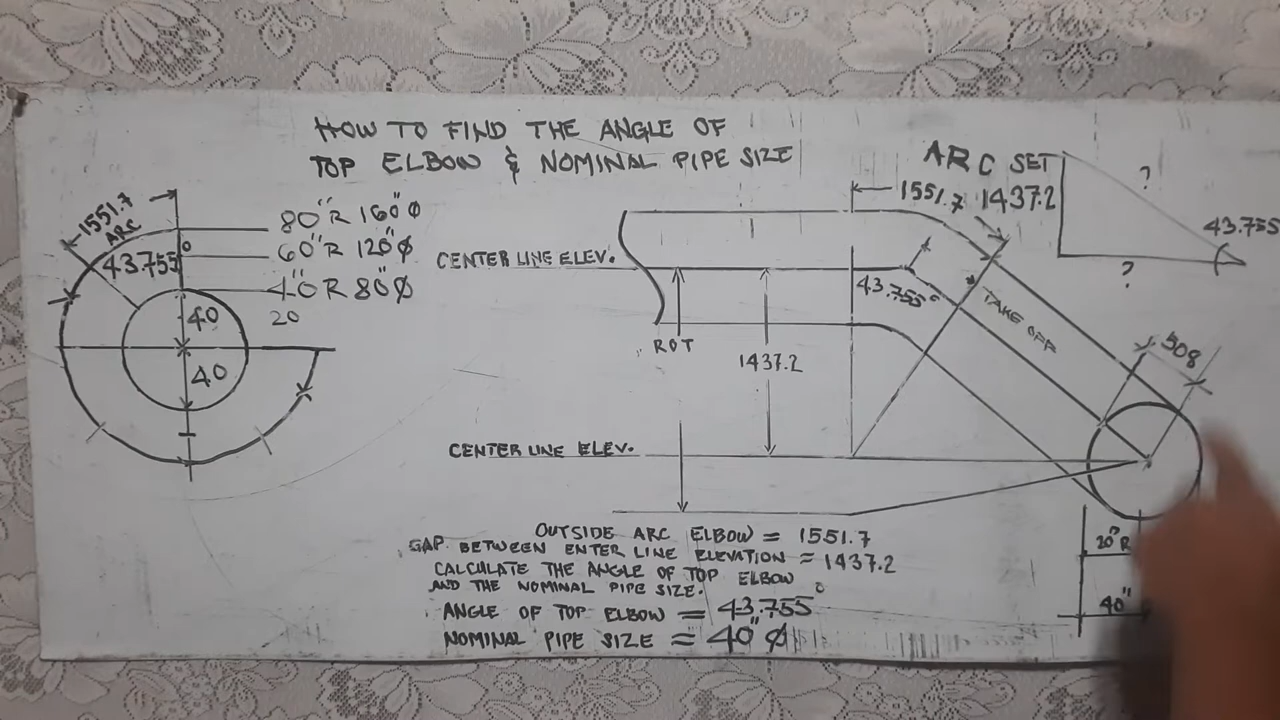 HOW TO FIND THE ANGLE OF
TOP ELBOW & NOMINAL PIPE SIZE
1551.7
ARC
43.755°
80"R 160"Ø
60"R 120"Ø
40"R 80"Ø
20
40
40
CENTER LINE ELEV.
ROT
1437.2
CENTER LINE ELEV.
43.755°
TAKE OFF
ARC SET
1551.7 1437.2
?
43.755
?
508
20"R
40"
OUTSIDE ARC ELBOW = 1551.7
GAP BETWEEN ENTER LINE ELEVATION = 1437.2
CALCULATE THE ANGLE OF TOP ELBOW
AND THE NOMINAL PIPE SIZE.
ANGLE OF TOP ELBOW = 43.755°
NOMINAL PIPE SIZE = 40"Ø